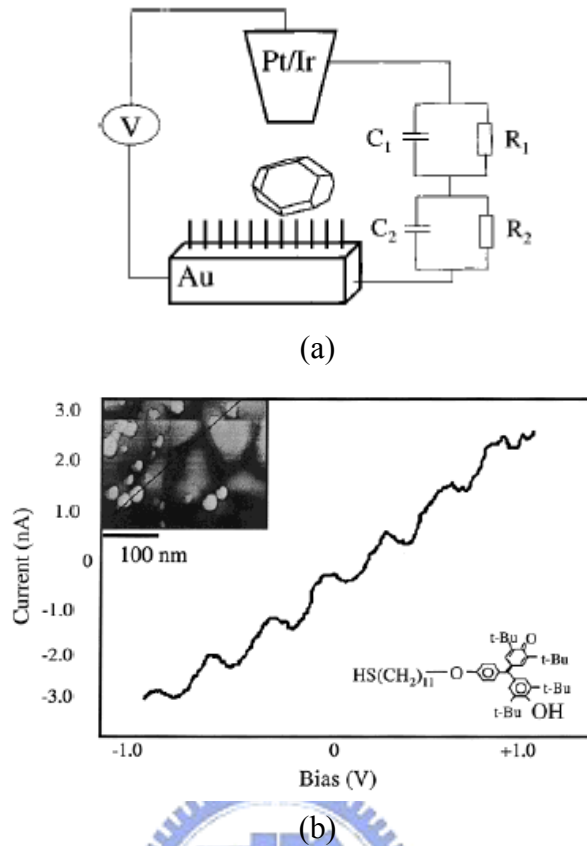 Pt/Ir
V
C1
R1
C2
R2
Au
(a)
3.0
2.0
1.0
0
-1.0
-2.0
-3.0
Current (nA)
100 nm
HS(CH2)11
O
t-Bu
O
t-Bu
t-Bu
t-Bu
OH
-1.0
0
+1.0
Bias (V)
(b)